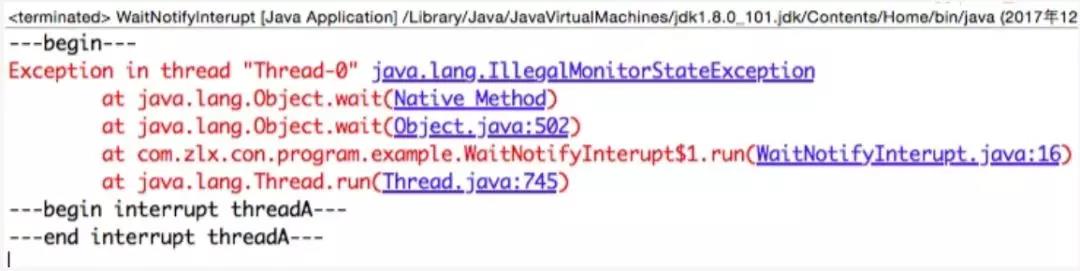 <terminated> WaitNotifyInterupt [Java Application] /Library/Java/JavaVirtualMachines/jdk1.8.0_101.jdk/Contents/Home/bin/java (2017年12
---begin---
Exception in thread "Thread-0" java.lang.IllegalMonitorStateException
at java.lang.Object.wait(Native Method)
at java.lang.Object.wait(Object.java:502)
at com.zlx.con.program.example.WaitNotifyInterupt$1.run(WaitNotifyInterupt.java:16)
at java.lang.Thread.run(Thread.java:745)
---begin interrupt threadA---
---end interrupt threadA---